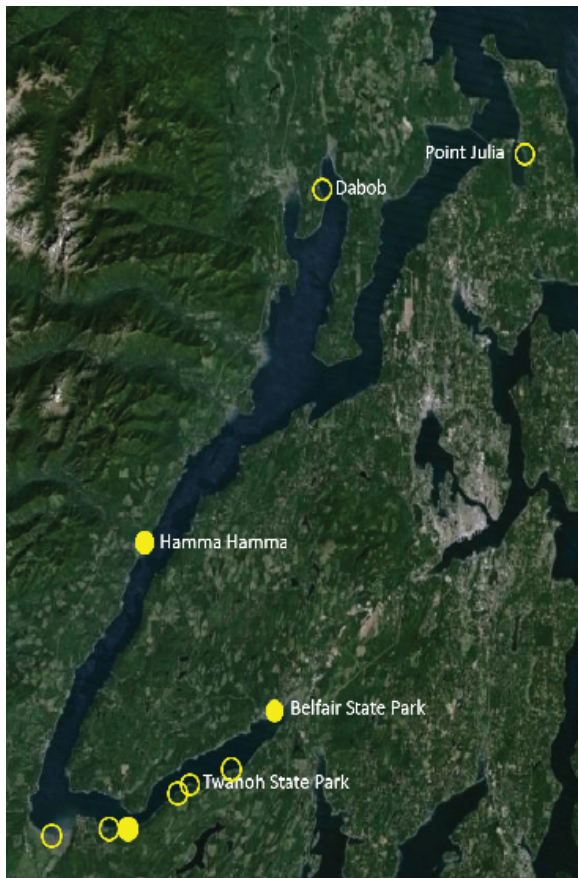 Point Julia
Dabob
Hamma Hamma
Belfair State Park
Twanoh State Park